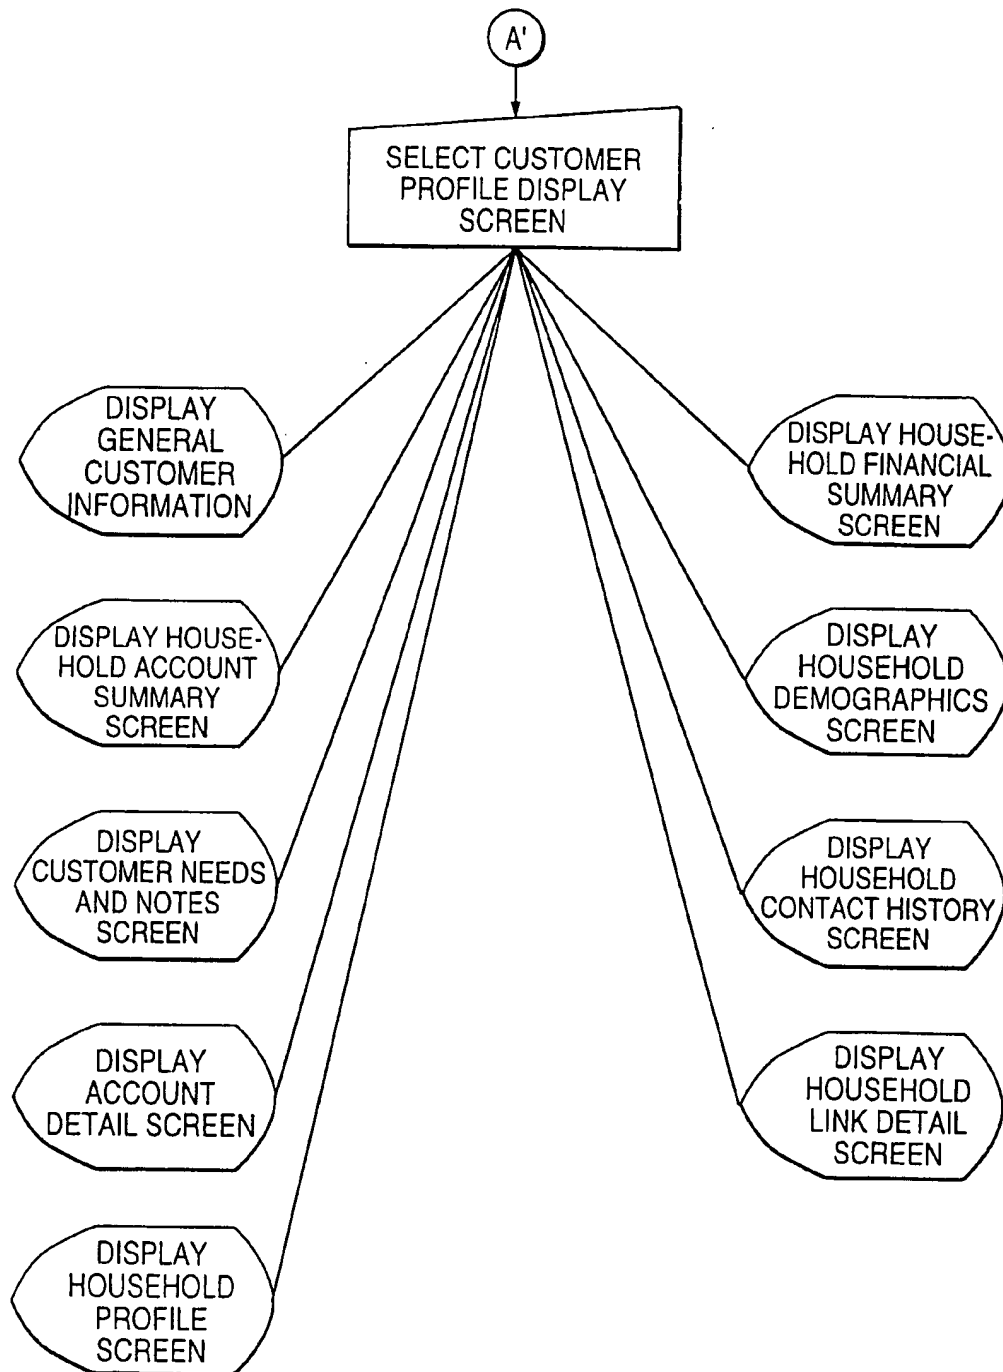 A'
SELECT CUSTOMER
PROFILE DISPLAY
SCREEN
DISPLAY
GENERAL
CUSTOMER
INFORMATION
DISPLAY HOUSE-
HOLD ACCOUNT
SUMMARY
SCREEN
DISPLAY
CUSTOMER NEEDS
AND NOTES
SCREEN
DISPLAY
ACCOUNT
DETAIL SCREEN
DISPLAY
HOUSEHOLD
PROFILE
SCREEN
DISPLAY HOUSE-
HOLD FINANCIAL
SUMMARY
SCREEN
DISPLAY
HOUSEHOLD
DEMOGRAPHICS
SCREEN
DISPLAY
HOUSEHOLD
CONTACT HISTORY
SCREEN
DISPLAY
HOUSEHOLD
LINK DETAIL
SCREEN